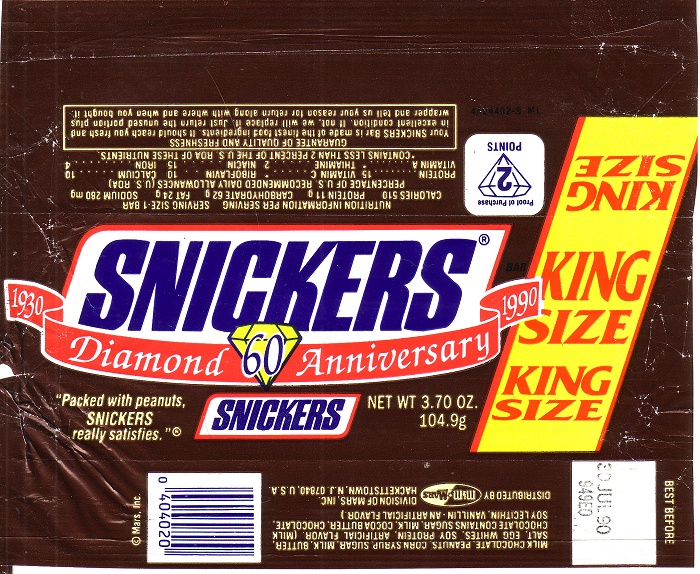 Your SNICKERS Bar is made of the finest food ingredients. It should reach you fresh and
in excellent condition. If not, we will replace it. Just return the unused portion plus
wrapper and tell us your reason for return along with where and when you bought it.
GUARANTEE OF QUALITY AND FRESHNESS
NUTRITION INFORMATION PER SERVING SERVING SIZE-1 BAR
CALORIES 510 PROTEIN 11 g CARBOHYDRATE 62 g FAT 24 g SODIUM 280 mg
PERCENTAGE OF U.S. RECOMMENDED DAILY ALLOWANCES (U.S. RDA)
PROTEIN 15 VITAMIN C * RIBOFLAVIN 10 CALCIUM 10
VITAMIN A * THIAMINE 2 NIACIN 15 IRON 4
*CONTAINS LESS THAN 2 PERCENT OF THE U.S. RDA OF THESE NUTRIENTS.
Proof of Purchase
2
POINTS
KING
SIZE
SNICKERS®
BAR
KING
SIZE
1930
1990
Diamond 60 Anniversary
KING
SIZE
"Packed with peanuts,
SNICKERS
really satisfies."®
SNICKERS
NET WT 3.70 OZ.
104.9g
© Mars, Inc.
0 404020
MILK CHOCOLATE, PEANUTS, CORN SYRUP, SUGAR, MILK, BUTTER,
SALT, EGG WHITES, SOY PROTEIN, ARTIFICIAL FLAVOR. (MILK
CHOCOLATE CONTAINS SUGAR, MILK, COCOA BUTTER, CHOCOLATE,
SOY LECITHIN, VANILLIN - AN ARTIFICIAL FLAVOR.)
DISTRIBUTED BY M&M-MARS DIVISION OF MARS, INC.
HACKETTSTOWN, N.J. 07840, U.S.A.
30 JUL 90
949E0
BEST BEFORE